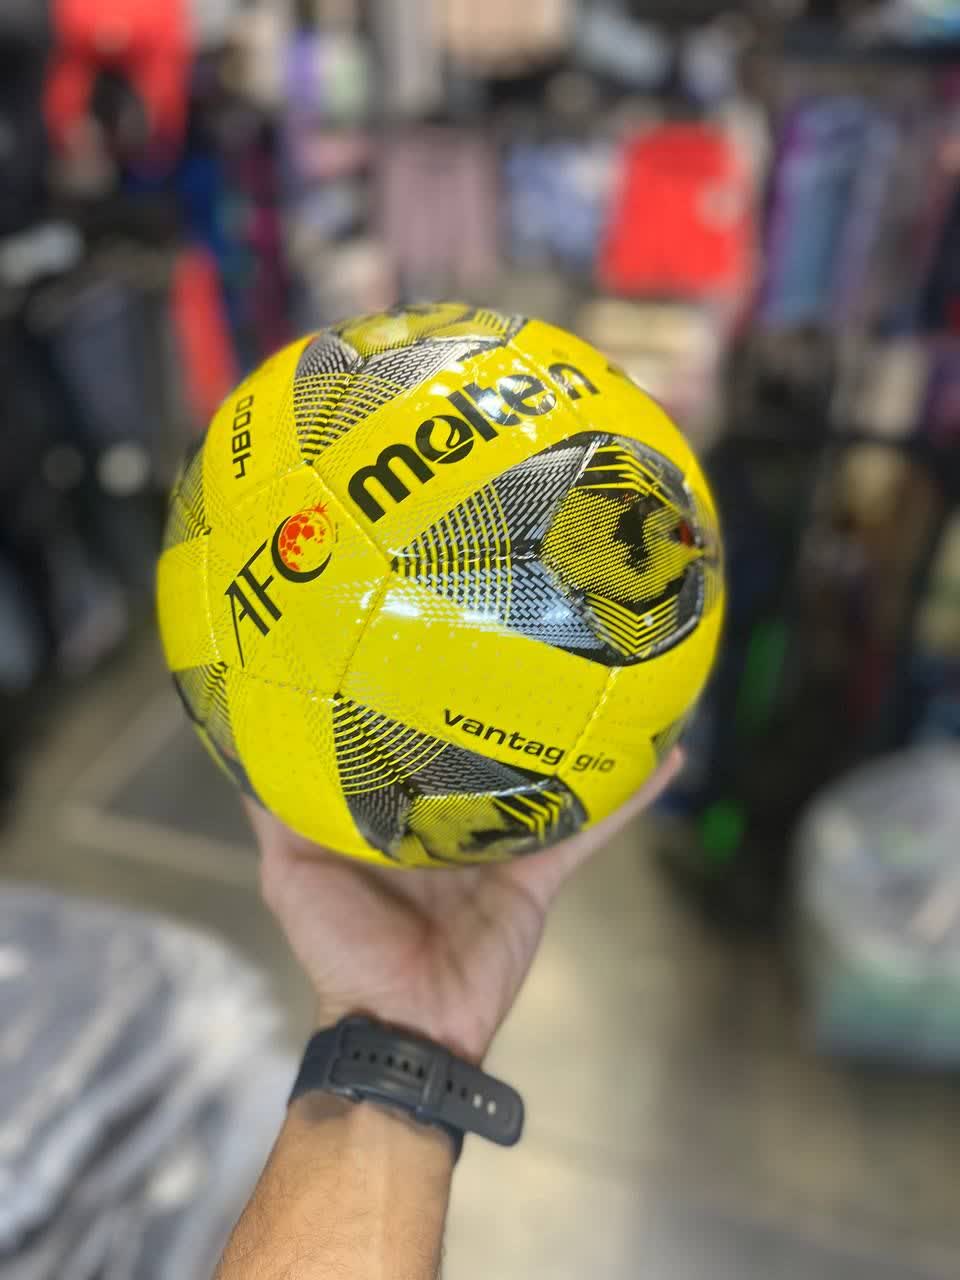 4800
molten
AFC
vantaggio